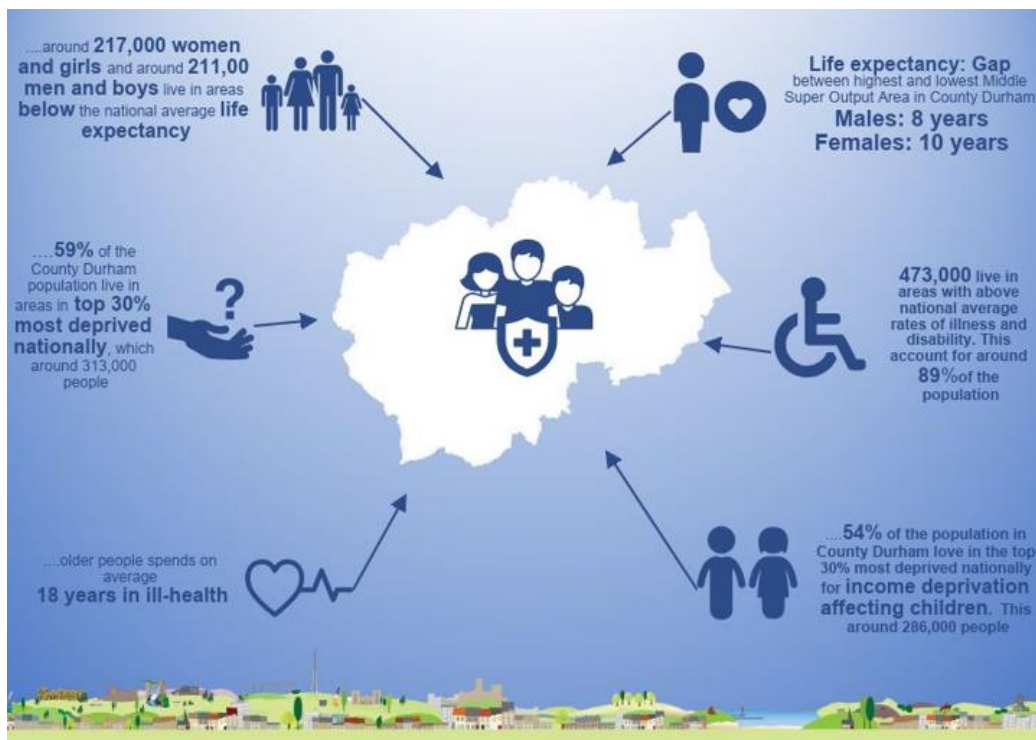 ....around 217,000 women
and girls and around 211,00
men and boys live in areas
below the national average life
expectancy
Life expectancy: Gap
between highest and lowest Middle
Super Output Area in County Durham
Males: 8 years
Females: 10 years
....59% of the
County Durham
population live in
areas in top 30%
most deprived
nationally, which
around 313,000
people
?
473,000 live in
areas with above
national average
rates of illness and
disability. This
account for around
89%of the
population
....older people spends on
average
18 years in ill-health
....54% of the population in
County Durham love in the top
30% most deprived nationally
for income deprivation
affecting children. This
around 286,000 people